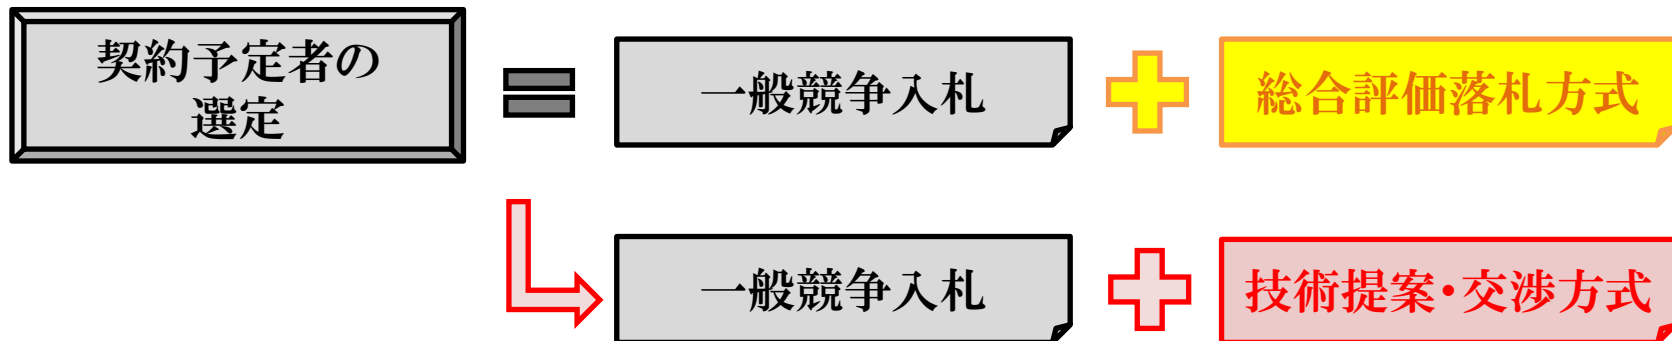 契約予定者の
選定
一般競争入札
総合評価落札方式
一般競争入札
技術提案・交渉方式